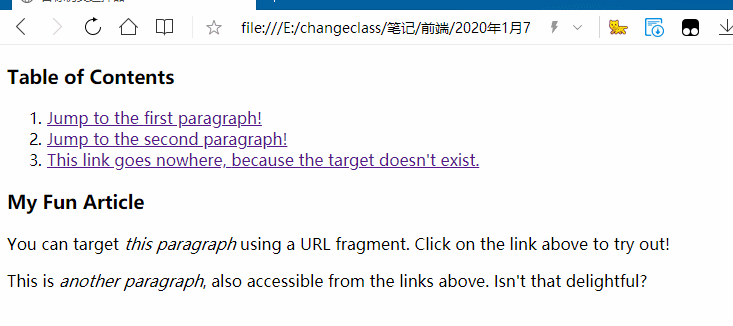 file:///E:/changeclass/笔记/前端/2020年1月7
Table of Contents
1. Jump to the first paragraph!
2. Jump to the second paragraph!
3. This link goes nowhere, because the target doesn't exist.
My Fun Article
You can target this paragraph using a URL fragment. Click on the link above to try out!
This is another paragraph, also accessible from the links above. Isn't that delightful?